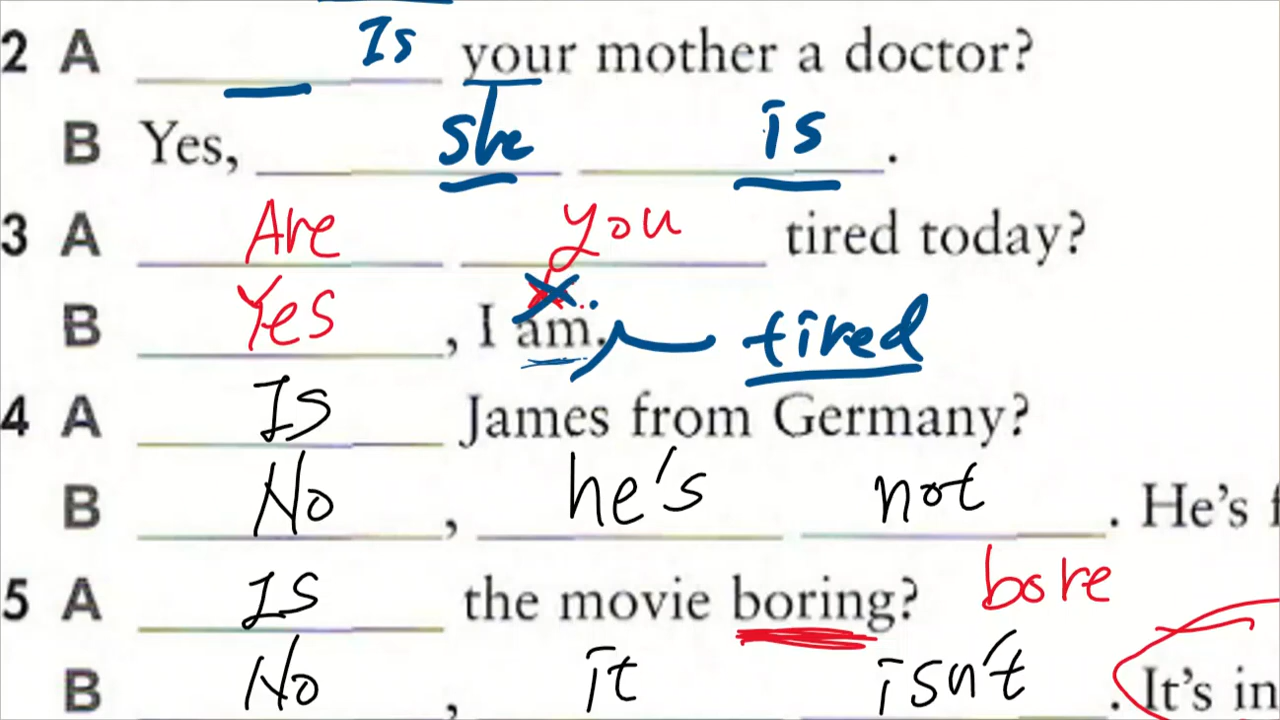 2 A Is your mother a doctor?
B Yes, she is.
3 A Are you tired today?
B Yes, I am. tired
4 A Is James from Germany?
B No, he's not. He's
5 A Is the movie boring? bore
B No, it isn't. It's in